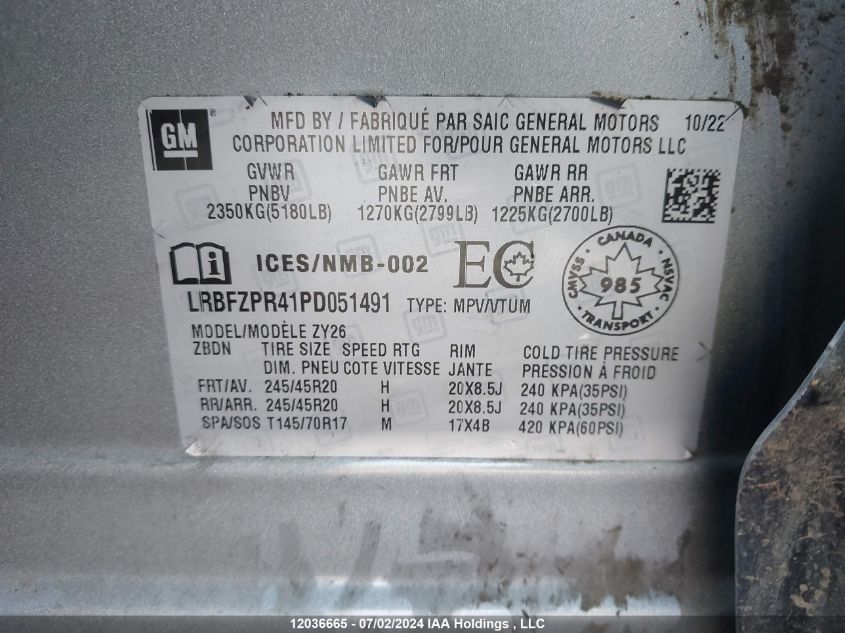 GM ® MFD BY / FABRIQUÉ PAR SAIC GENERAL MOTORS 10/22
CORPORATION LIMITED FOR/POUR GENERAL MOTORS LLC
GVWR GAWR FRT GAWR RR
PNBV PNBE AV. PNBE ARR.
2350KG(5180LB) 1270KG(2799LB) 1225KG(2700LB)
i ICES/NMB-002 EC
CANADA
CMVSS 985 NSVAC
TRANSPORT
LRBFZPR41PD051491 TYPE: MPV/VTUM
MODEL/MODÈLE ZY26
ZBDN TIRE SIZE SPEED RTG RIM COLD TIRE PRESSURE
DIM. PNEU COTE VITESSE JANTE PRESSION À FROID
FRT/AV. 245/45R20 H 20X8.5J 240 KPA(35PSI)
RR/ARR. 245/45R20 H 20X8.5J 240 KPA(35PSI)
SPA/SOS T145/70R17 M 17X4B 420 KPA(60PSI)
12036665 - 07/02/2024 IAA Holdings , LLC